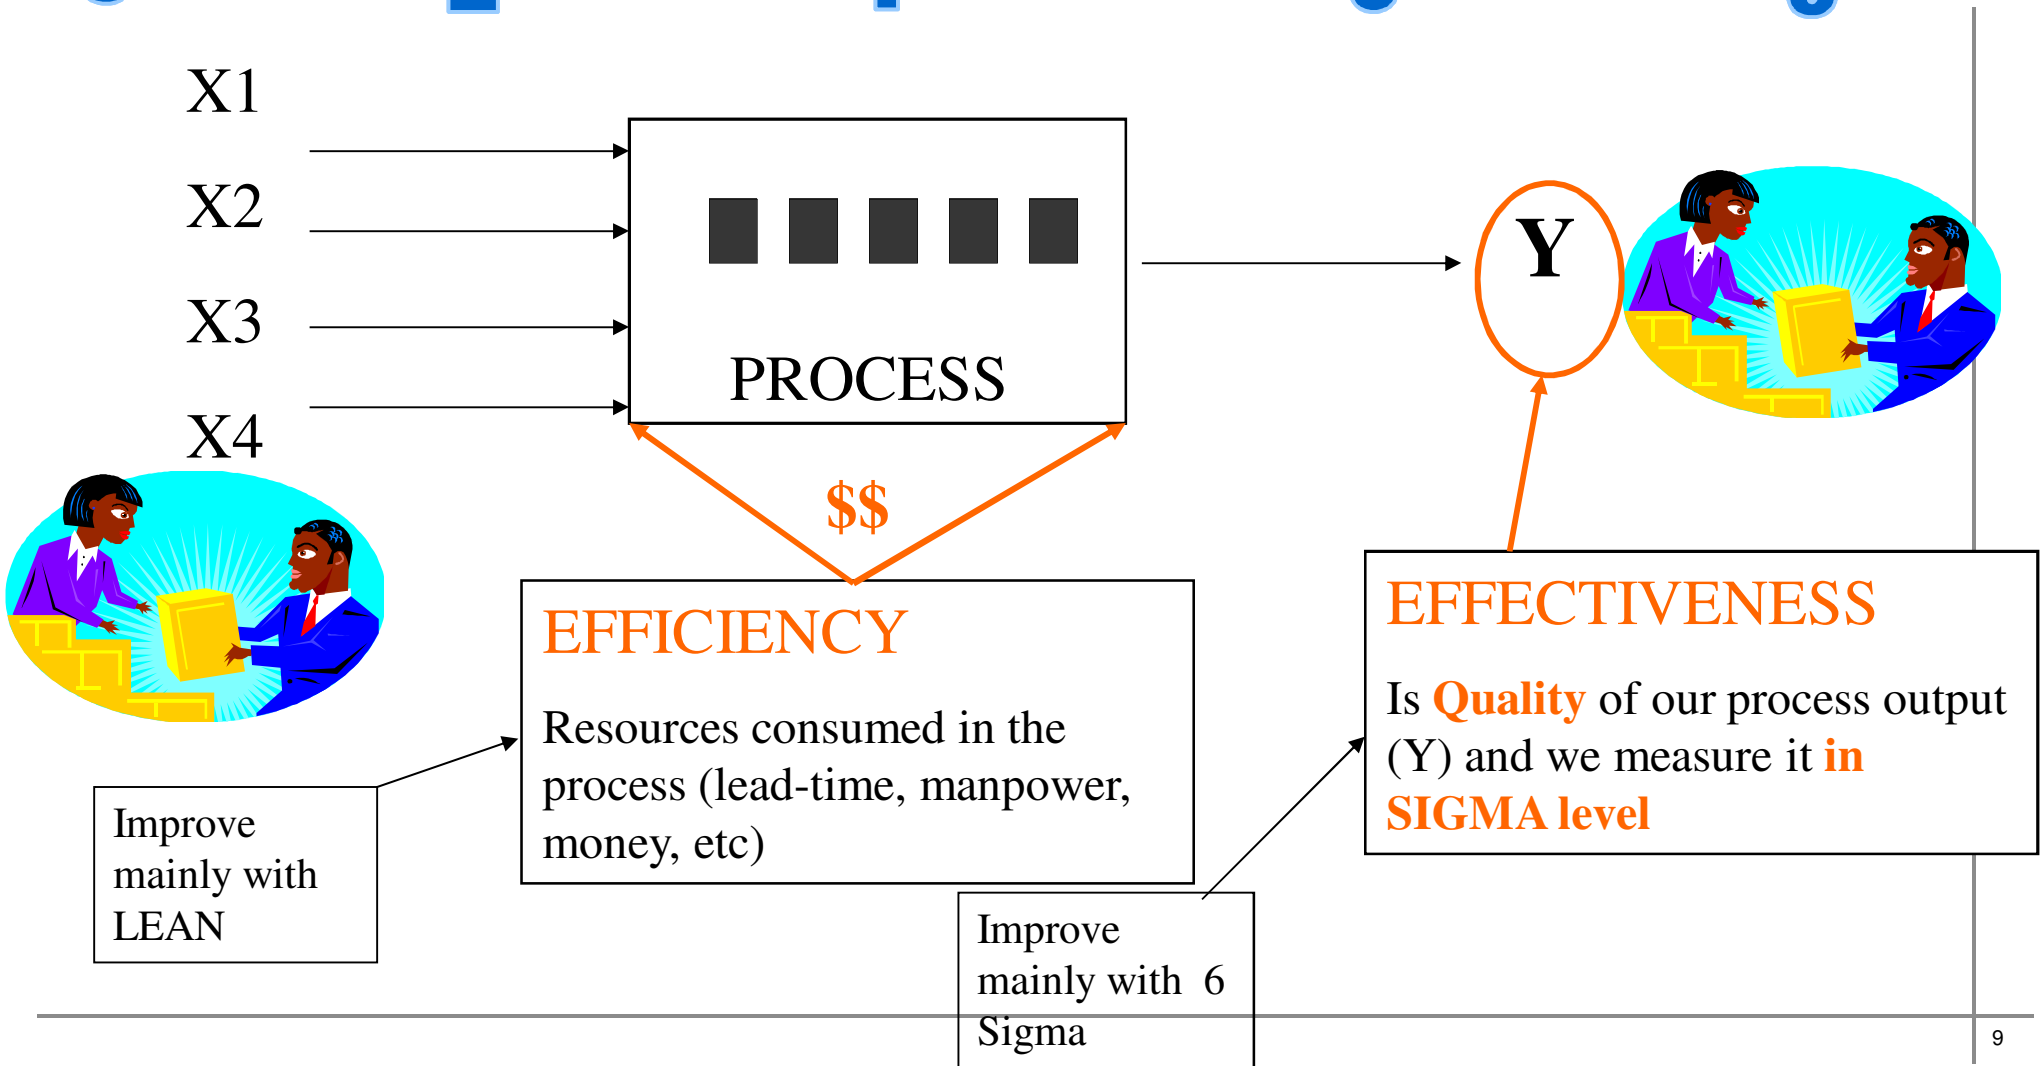 X1
X2
X3
X4
PROCESS
Y
$$
EFFICIENCY
Resources consumed in the
process (lead-time, manpower,
money, etc)
EFFECTIVENESS
Is Quality of our process output
(Y) and we measure it in
SIGMA level
Improve
mainly with
LEAN
Improve
mainly with  6
Sigma
9